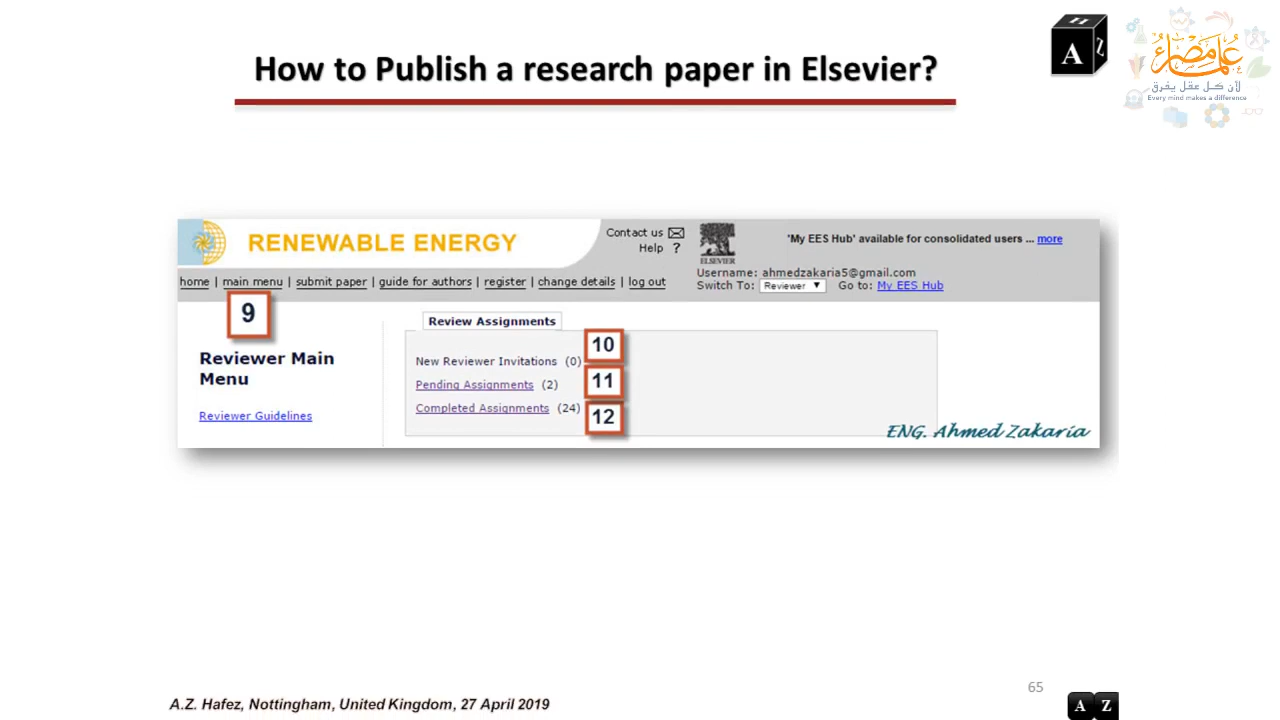 How to Publish a research paper in Elsevier?
H
A Z
علماء مصر
لأن كل عقل يفرق
Every mind makes a difference
RENEWABLE ENERGY
Contact us
Help ?
ELSEVIER
'My EES Hub' available for consolidated users ... more
Username: ahmedzakaria5@gmail.com
Switch To: Reviewer ▼ Go to: My EES Hub
home | main menu | submit paper | guide for authors | register | change details | log out
9
Review Assignments
Reviewer Main
Menu
Reviewer Guidelines
New Reviewer Invitations (0)
10
Pending Assignments (2)
11
Completed Assignments (24)
12
ENG. Ahmed Zakaria
65
A.Z. Hafez, Nottingham, United Kingdom, 27 April 2019
A Z